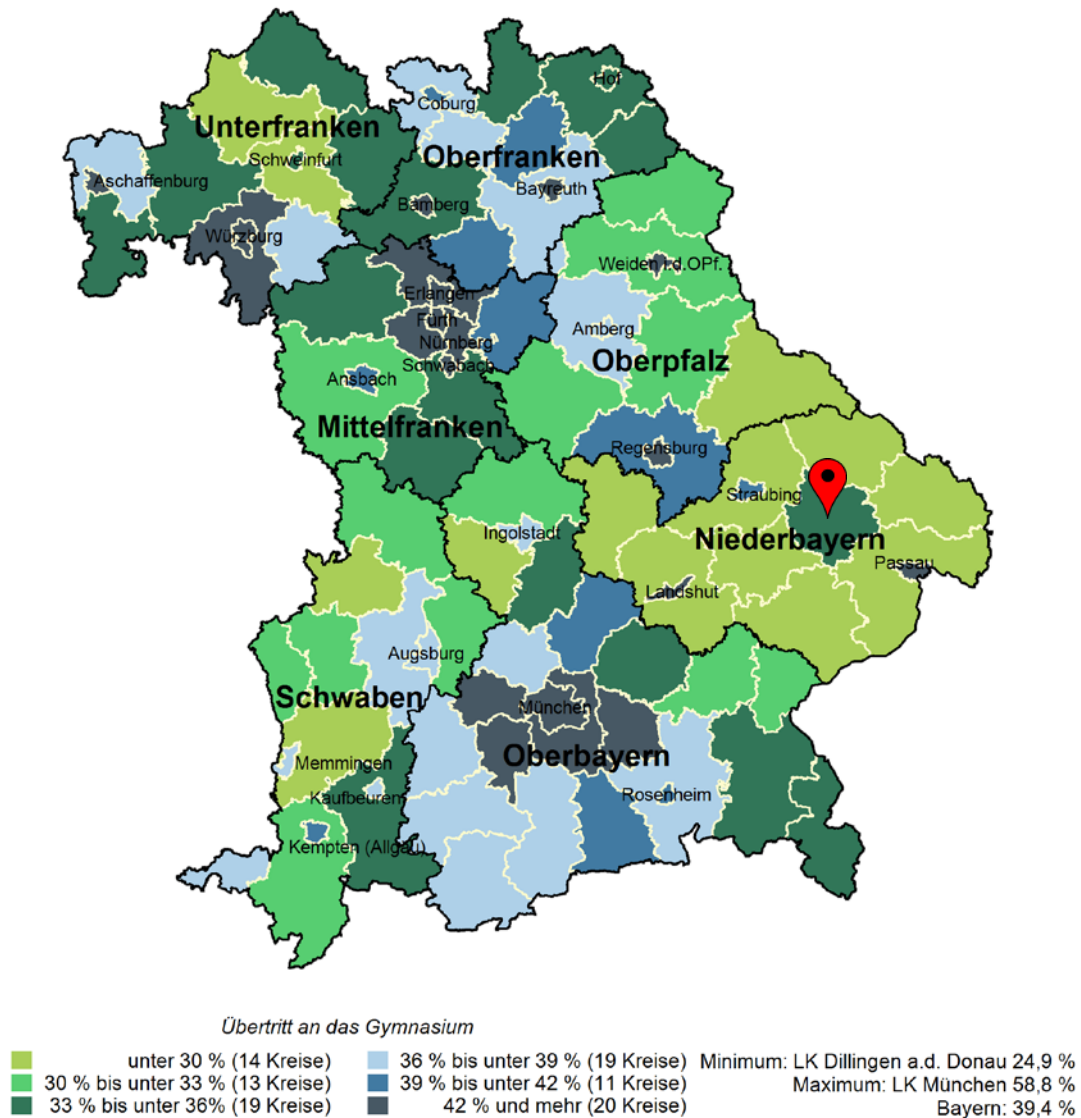 Hof
Coburg
Unterfranken
Oberfranken
Schweinfurt
Aschaffenburg
Bayreuth
Bamberg
Würzburg
Weiden i.d.OPf.
Erlangen
Fürth
Amberg
Nürnberg
Oberpfalz
Schwabach
Ansbach
Mittelfranken
Regensburg
Straubing
Ingolstadt
Niederbayern
Passau
Landshut
Augsburg
Schwaben
München
Oberbayern
Memmingen
Kaufbeuren
Rosenheim
Kempten (Allgäu)
Übertritt an das Gymnasium
unter 30 % (14 Kreise)
30 % bis unter 33 % (13 Kreise)
33 % bis unter 36% (19 Kreise)
36 % bis unter 39 % (19 Kreise)
39 % bis unter 42 % (11 Kreise)
42 % und mehr (20 Kreise)
Minimum: LK Dillingen a.d. Donau 24,9 %
Maximum: LK München 58,8 %
Bayern: 39,4 %